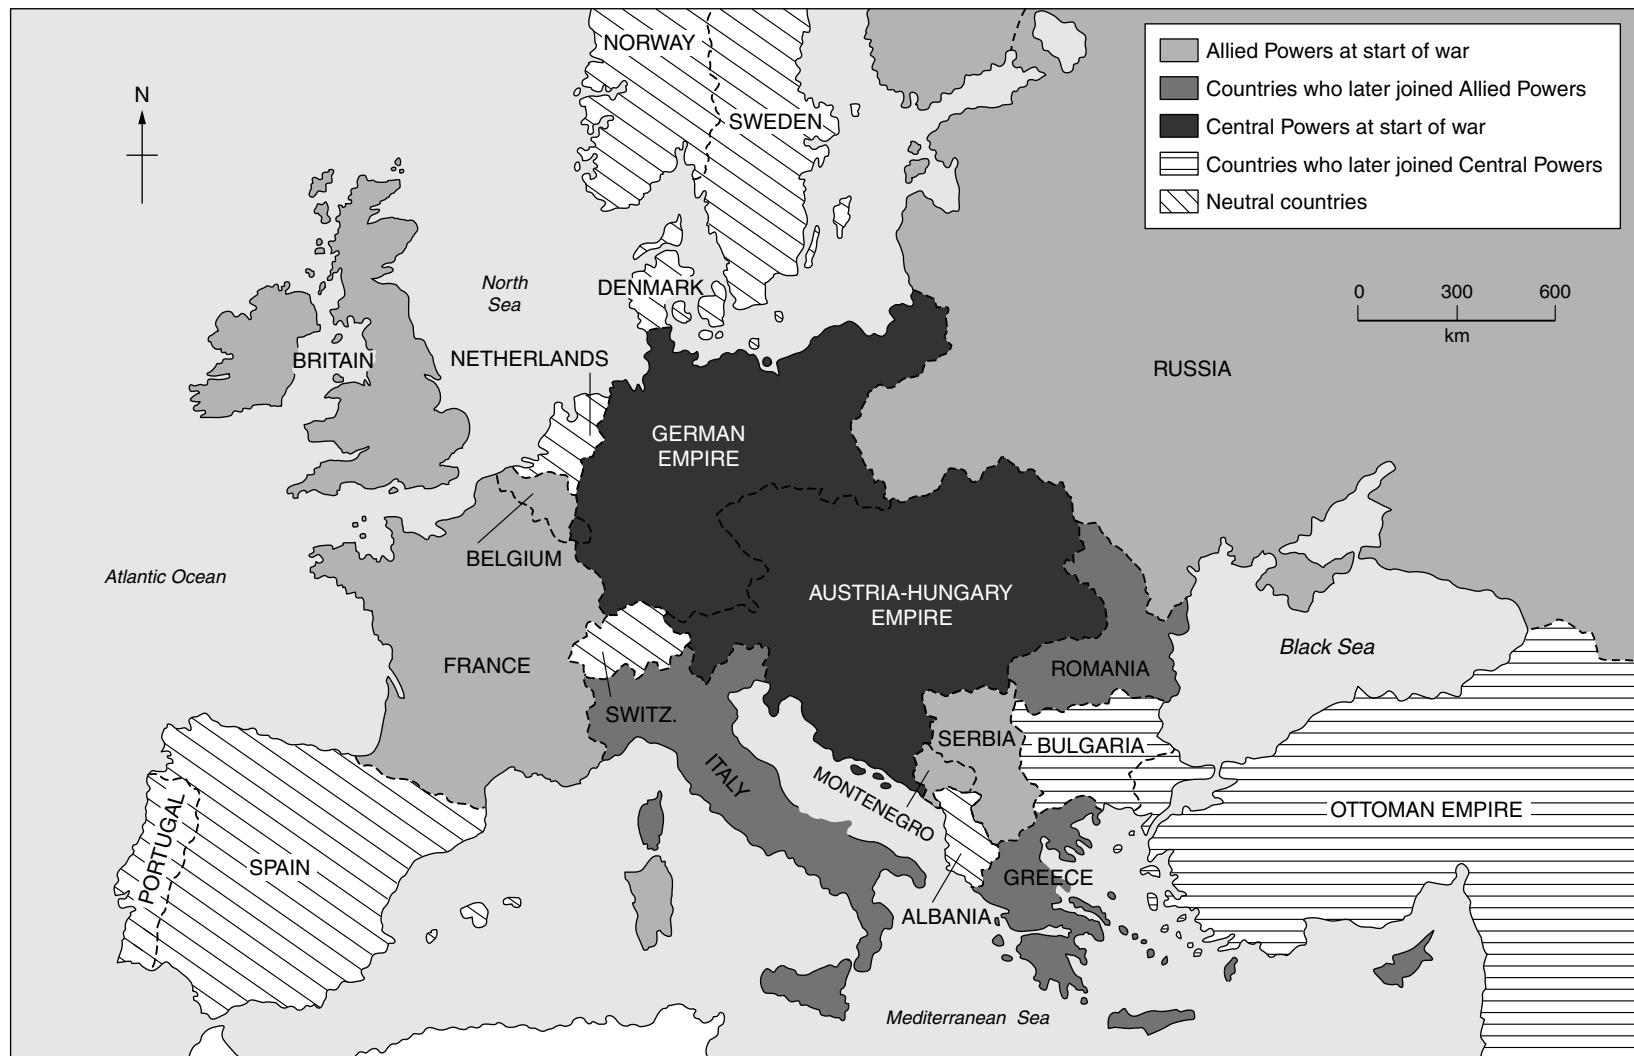 NORWAY
Allied Powers at start of war
Countries who later joined Allied Powers
Central Powers at start of war
Countries who later joined Central Powers
Neutral countries
N
SWEDEN
North
Sea
DENMARK
0 300 600
km
BRITAIN
NETHERLANDS
RUSSIA
GERMAN
EMPIRE
BELGIUM
Atlantic Ocean
AUSTRIA-HUNGARY
EMPIRE
Black Sea
FRANCE
ROMANIA
SWITZ.
SERBIA
BULGARIA
ITALY
MONTENEGRO
OTTOMAN EMPIRE
PORTUGAL
SPAIN
GREECE
ALBANIA
Mediterranean Sea